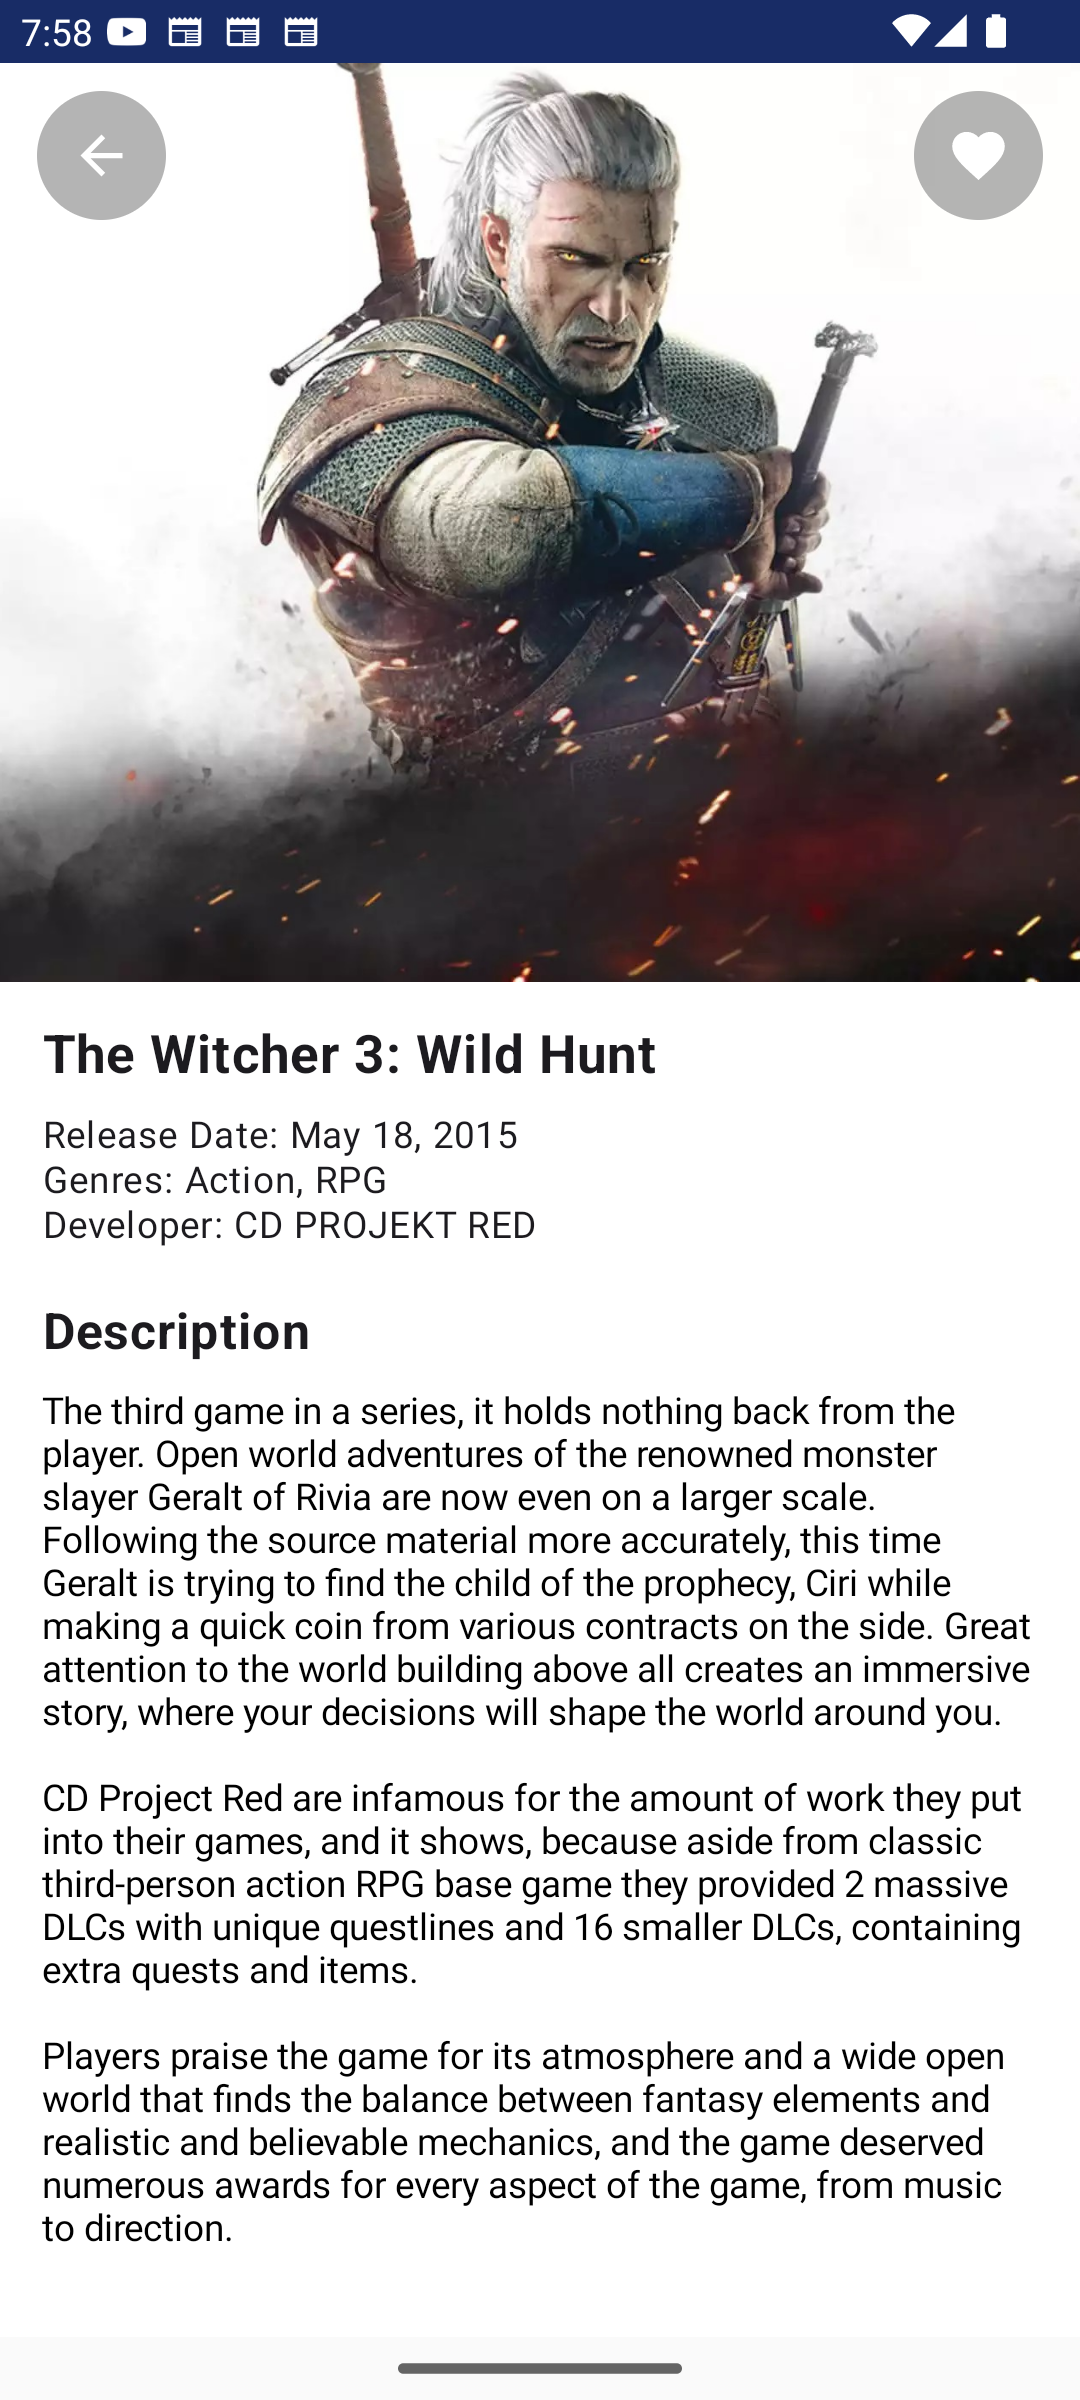 7:58
The Witcher 3: Wild Hunt
Release Date: May 18, 2015
Genres: Action, RPG
Developer: CD PROJEKT RED
Description
The third game in a series, it holds nothing back from the
player. Open world adventures of the renowned monster
slayer Geralt of Rivia are now even on a larger scale.
Following the source material more accurately, this time
Geralt is trying to find the child of the prophecy, Ciri while
making a quick coin from various contracts on the side. Great
attention to the world building above all creates an immersive
story, where your decisions will shape the world around you.
CD Project Red are infamous for the amount of work they put
into their games, and it shows, because aside from classic
third-person action RPG base game they provided 2 massive
DLCs with unique questlines and 16 smaller DLCs, containing
extra quests and items.
Players praise the game for its atmosphere and a wide open
world that finds the balance between fantasy elements and
realistic and believable mechanics, and the game deserved
numerous awards for every aspect of the game, from music
to direction.